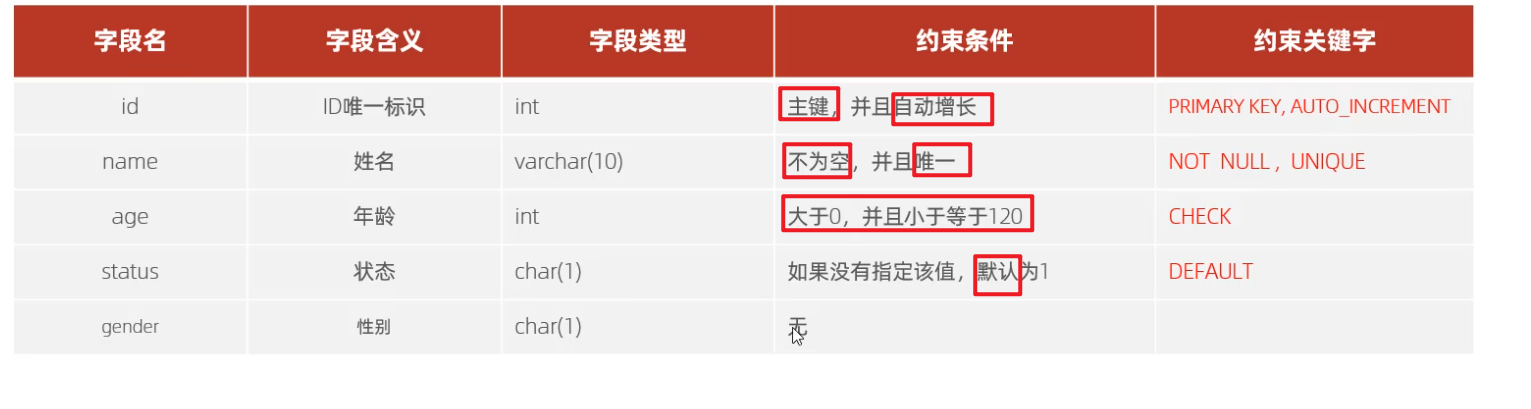 字段名 字段含义 字段类型 约束条件 约束关键字
id ID唯一标识 int 主键，并且自动增长 PRIMARY KEY, AUTO_INCREMENT
name 姓名 varchar(10) 不为空，并且唯一 NOT NULL , UNIQUE
age 年龄 int 大于0，并且小于等于120 CHECK
status 状态 char(1) 如果没有指定该值，默认为1 DEFAULT
gender 性别 char(1) 无